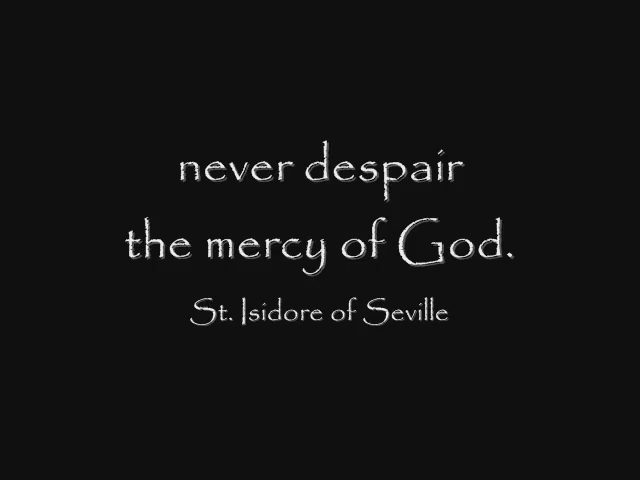 never despair
the mercy of God.
St. Isidore of Seville